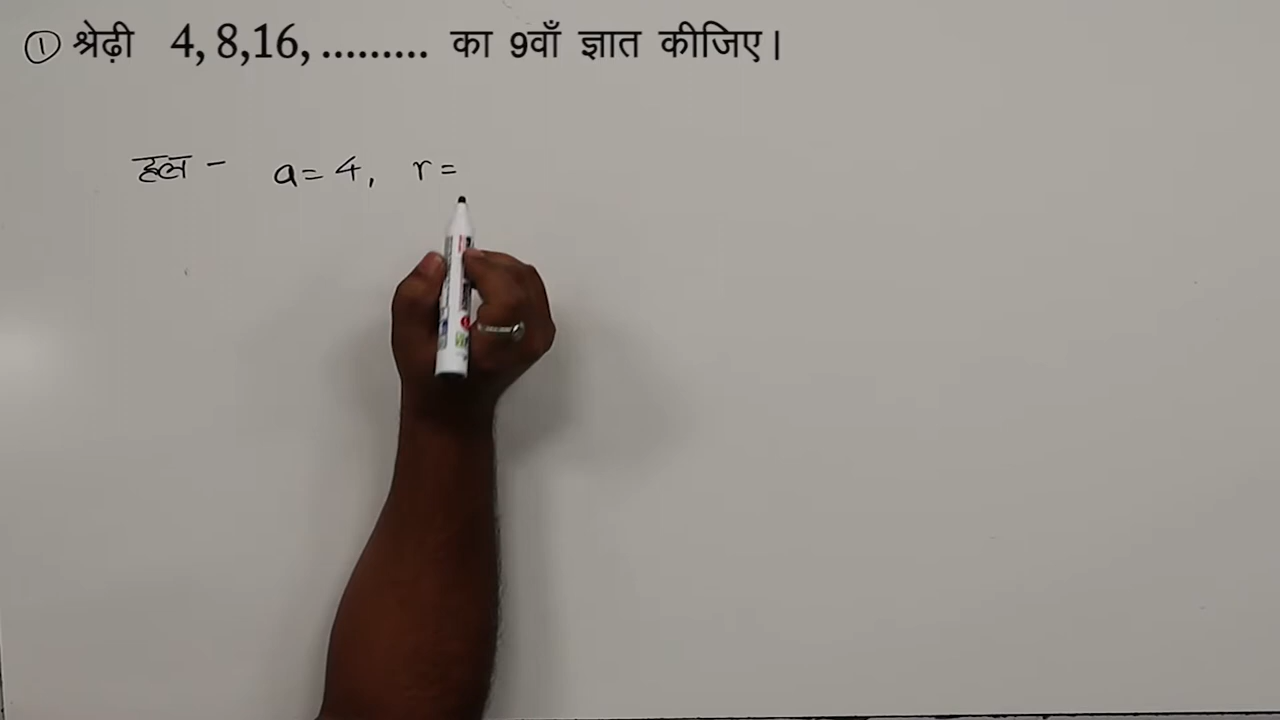 ① श्रेढ़ी 4, 8,16, ......... का 9वाँ ज्ञात कीजिए।
हल - a = 4, r =